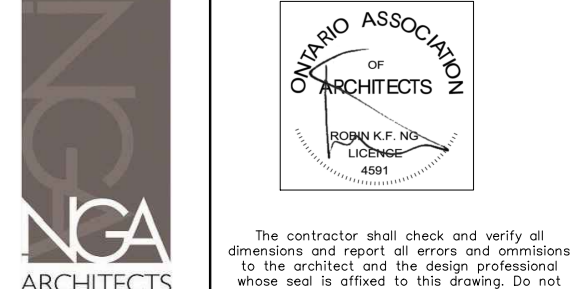 NGA
NGA
ARCHITECTS
ONTARIO ASSOCIATION
OF
ARCHITECTS
ROBIN K.F. NG
LICENCE
4591
The contractor shall check and verify all
dimensions and report all errors and ommisions
to the architect and the design professional
whose seal is affixed to this drawing. Do not